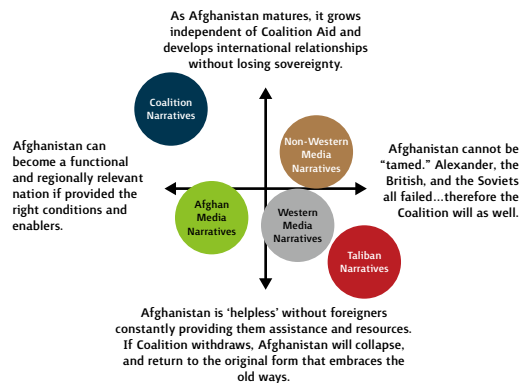 As Afghanistan matures, it grows
independent of Coalition Aid and
develops international relationships
without losing sovereignty.
Coalition
Narratives
Non-Western
Media
Narratives
Afghanistan can
become a functional
and regionally relevant
nation if provided the
right conditions and
enablers.
Afghanistan cannot be
“tamed.” Alexander, the
British, and the Soviets
all failed...therefore the
Coalition will as well.
Afghan
Media
Narratives
Western
Media
Narratives
Taliban
Narratives
Afghanistan is ‘helpless’ without foreigners
constantly providing them assistance and resources.
If Coalition withdraws, Afghanistan will collapse,
and return to the original form that embraces the
old ways.